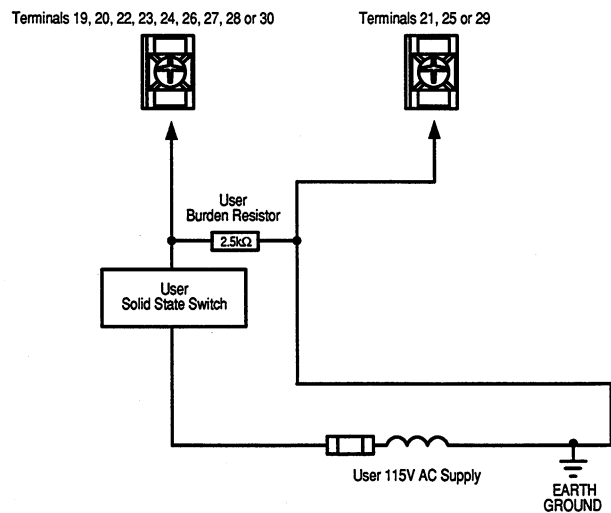 Terminals 19, 20, 22, 23, 24, 26, 27, 28 or 30
Terminals 21, 25 or 29
User
Burden Resistor
2.5kΩ
User
Solid State Switch
User 115V AC Supply
EARTH
GROUND